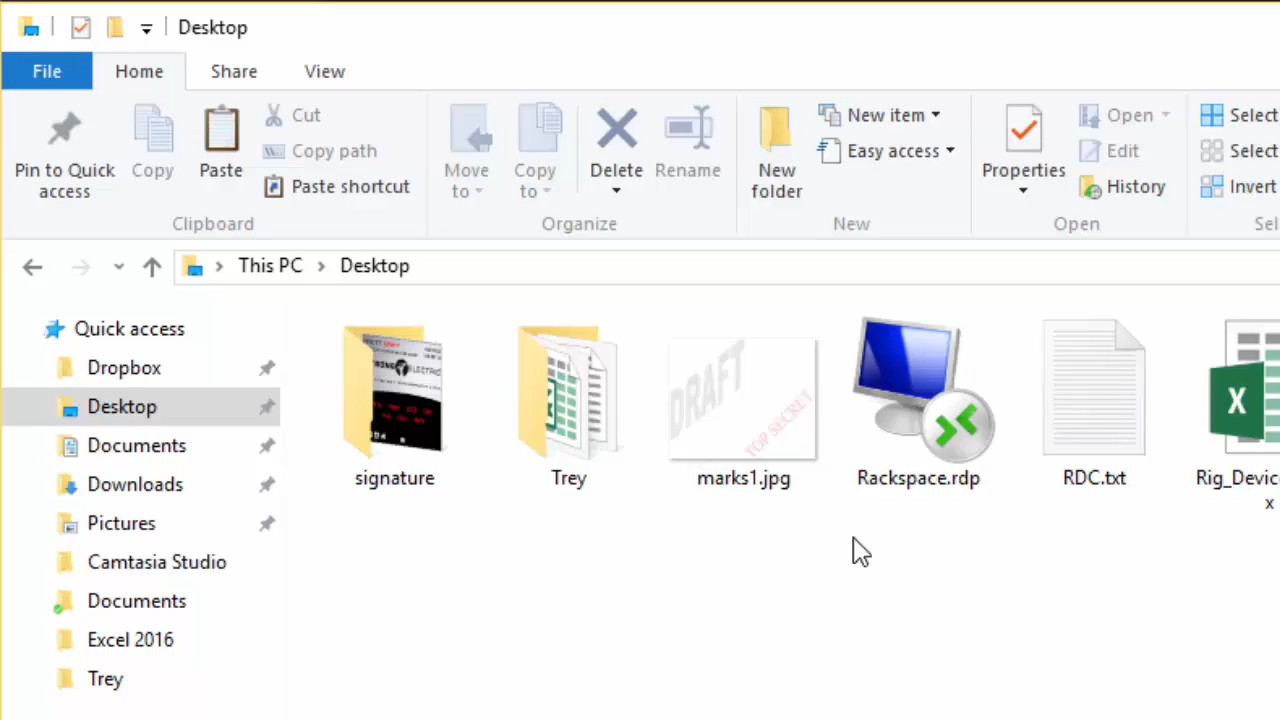 Desktop
File Home Share View
Pin to Quick access
Copy
Paste
Cut
Copy path
Paste shortcut
Clipboard
Move to
Copy to
Delete
Rename
Organize
New folder
New item
Easy access
New
Properties
Open
Edit
History
Open
Select
Select
Invert
Sel
This PC > Desktop
Quick access
Dropbox
Desktop
Documents
Downloads
Pictures
Camtasia Studio
Documents
Excel 2016
Trey
signature
Trey
DRAFT
TOP SECRET
marks1.jpg
Rackspace.rdp
RDC.txt
X
Rig_Device
x